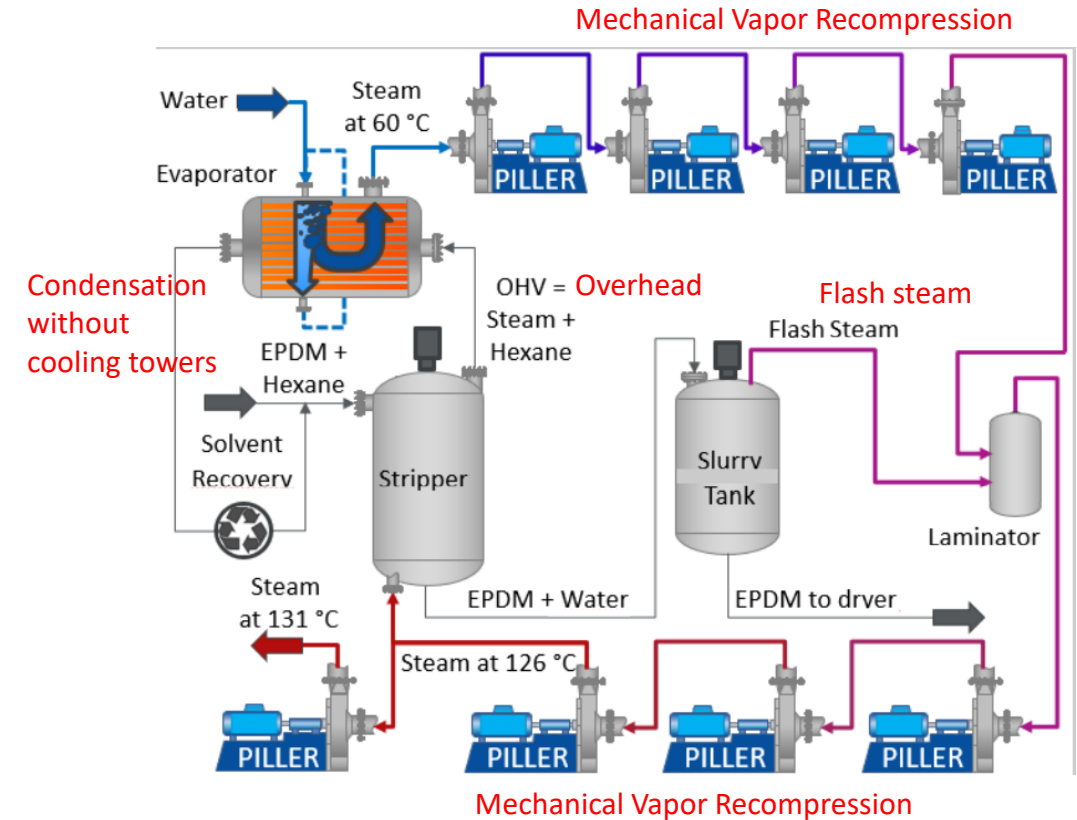 Mechanical Vapor Recompression
Water
Steam
at 60 °C
Evaporator
PILLER
PILLER
PILLER
PILLER
Condensation
without
cooling towers
OHV = Overhead
Steam +
Hexane
Flash steam
Flash Steam
EPDM +
Hexane
Solvent
Recovery
Stripper
Slurry
Tank
Laminator
Steam
at 131 °C
EPDM + Water
EPDM to dryer
Steam at 126 °C
PILLER
PILLER
PILLER
PILLER
Mechanical Vapor Recompression